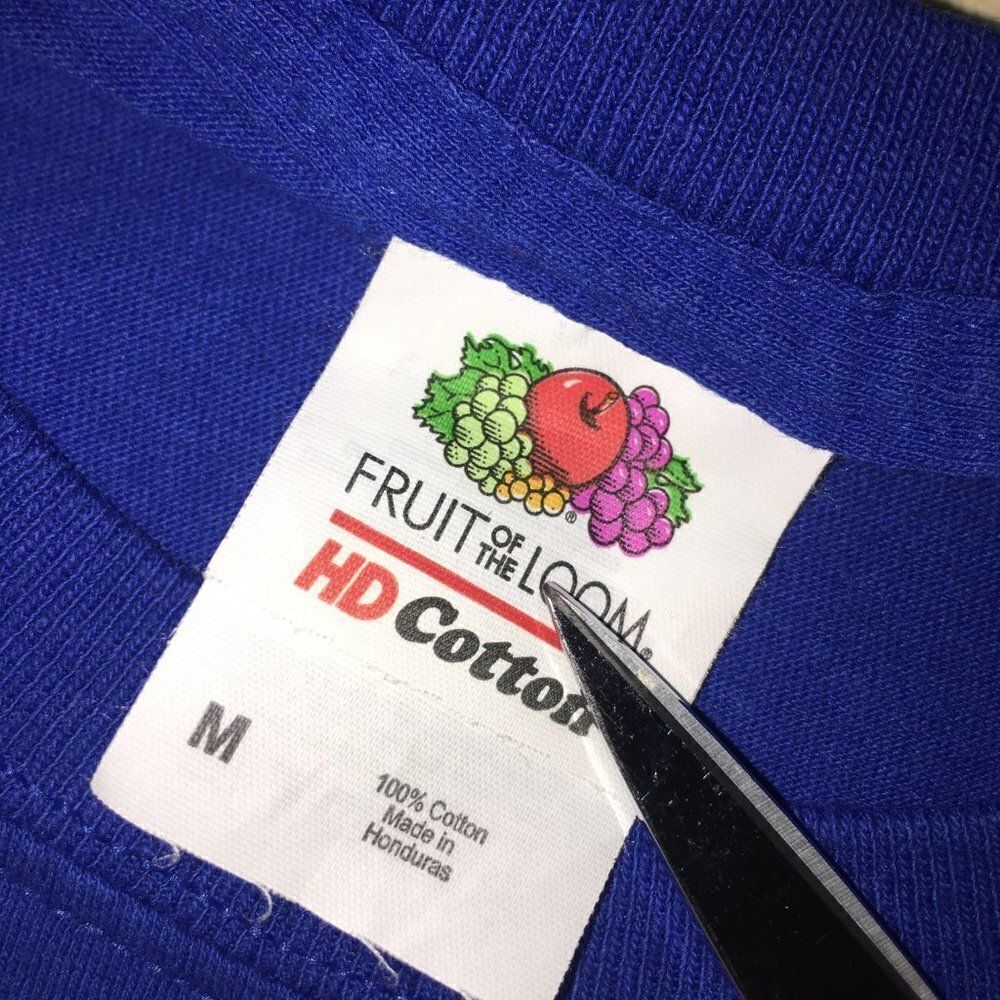 ®
FRUIT OF THE LOOM®
HD Cotton
M
100% Cotton
Made in
Honduras